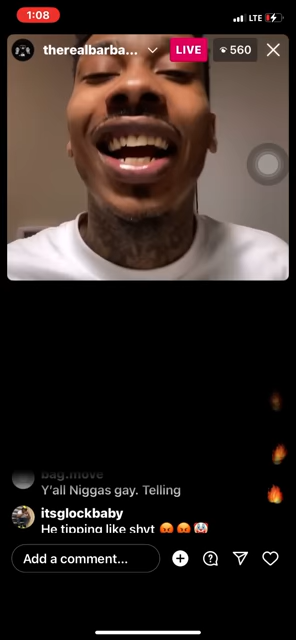 1:08
LTE
therealbarba...
LIVE
560
bag.move
Y'all Niggas gay. Telling
itsglockbaby
He tipping like shyt 😡😡🤡
Add a comment...